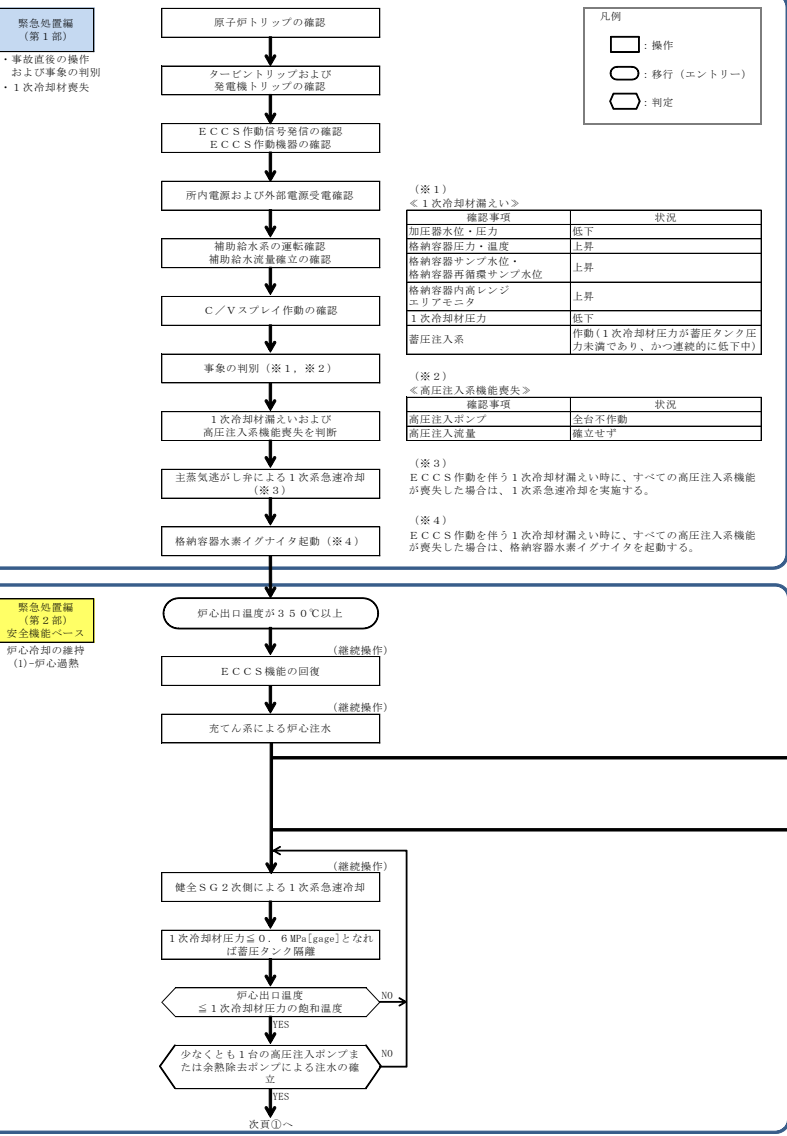 緊急処置編
(第1部)
・事故直後の操作
および事象の判別
・1次冷却材喪失
原子炉トリップの確認
タービントリップおよび
発電機トリップの確認
ECCS作動信号発信の確認
ECCS作動機器の確認
所内電源および外部電源受電確認
補助給水系の運転確認
補助給水流量確立の確認
C/Vスプレイ作動の確認
事象の判別(※1,※2)
1次冷却材漏えいおよび
高圧注入系機能喪失を判断
主蒸気逃がし弁による1次系急速冷却
(※3)
格納容器水素イグナイタ起動(※4)
凡例
:操作
:移行(エントリー)
:判定
(※1)
≪1次冷却材漏えい≫
確認事項 状況
加圧器水位・圧力 低下
格納容器圧力・温度 上昇
格納容器サンプ水位・
格納容器再循環サンプ水位 上昇
格納容器内高レンジ
エリアモニタ 上昇
1次冷却材圧力 低下
蓄圧注入系 作動(1次冷却材圧力が蓄圧タンク圧
力未満であり、かつ連続的に低下中)
(※2)
≪高圧注入系機能喪失≫
確認事項 状況
高圧注入ポンプ 全台不作動
高圧注入流量 確立せず
(※3)
ECCS作動を伴う1次冷却材漏えい時に、すべての高圧注入系機能
が喪失した場合は、1次系急速冷却を実施する。
(※4)
ECCS作動を伴う1次冷却材漏えい時に、すべての高圧注入系機能
が喪失した場合は、格納容器水素イグナイタを起動する。
緊急処置編
(第2部)
安全機能ベース
炉心冷却の維持
(1)-炉心過熱
炉心出口温度が350℃以上
(継続操作)
ECCS機能の回復
(継続操作)
充てん系による炉心注水
(継続操作)
健全SG2次側による1次系急速冷却
1次冷却材圧力≦0.6MPa[gage]となれ
ば蓄圧タンク隔離
炉心出口温度
≦1次冷却材圧力の飽和温度
NO
YES
少なくとも1台の高圧注入ポンプま
たは余熱除去ポンプによる注水の確
立
NO
YES
次頁①へ